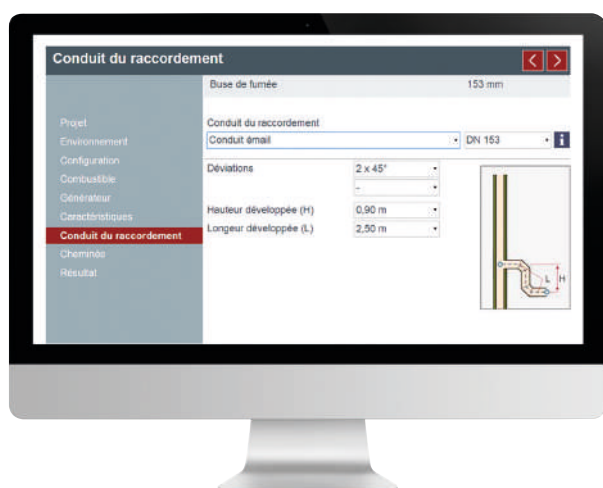 Conduit du raccordement
Buse de fumée 153 mm
Projet
Environnement
Configuration
Combustible
Générateur
Caractéristiques
Conduit du raccordement
Cheminée
Résultat
Conduit du raccordement
Conduit émail DN 153 i
Déviations 2 x 45°
-
Hauteur développée (H) 0,90 m
Longeur développée (L) 2,50 m
L H